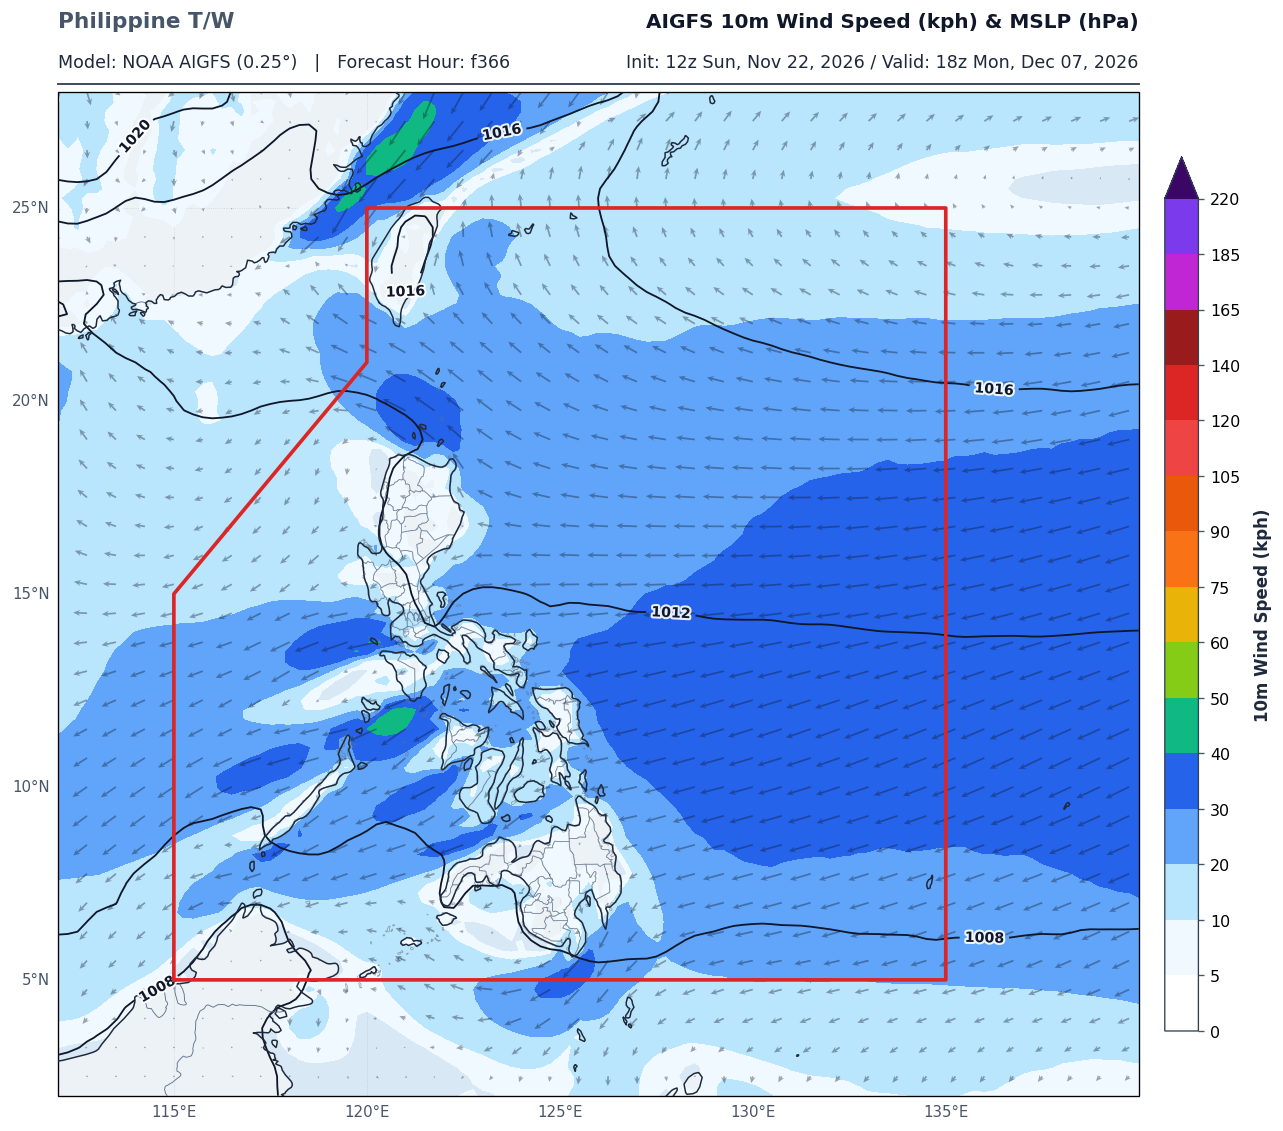 Philippine T/W
AIGFS 10m Wind Speed (kph) & MSLP (hPa)
Model: NOAA AIGFS (0.25°) | Forecast Hour: f366
Init: 12z Sun, Nov 22, 2026 / Valid: 18z Mon, Dec 07, 2026
1020
1016
1016
1016
1012
1008
1008
25°N
20°N
15°N
10°N
5°N
115°E
120°E
125°E
130°E
135°E
220
185
165
140
120
105
90
75
60
50
40
30
20
10
5
0
10m Wind Speed (kph)